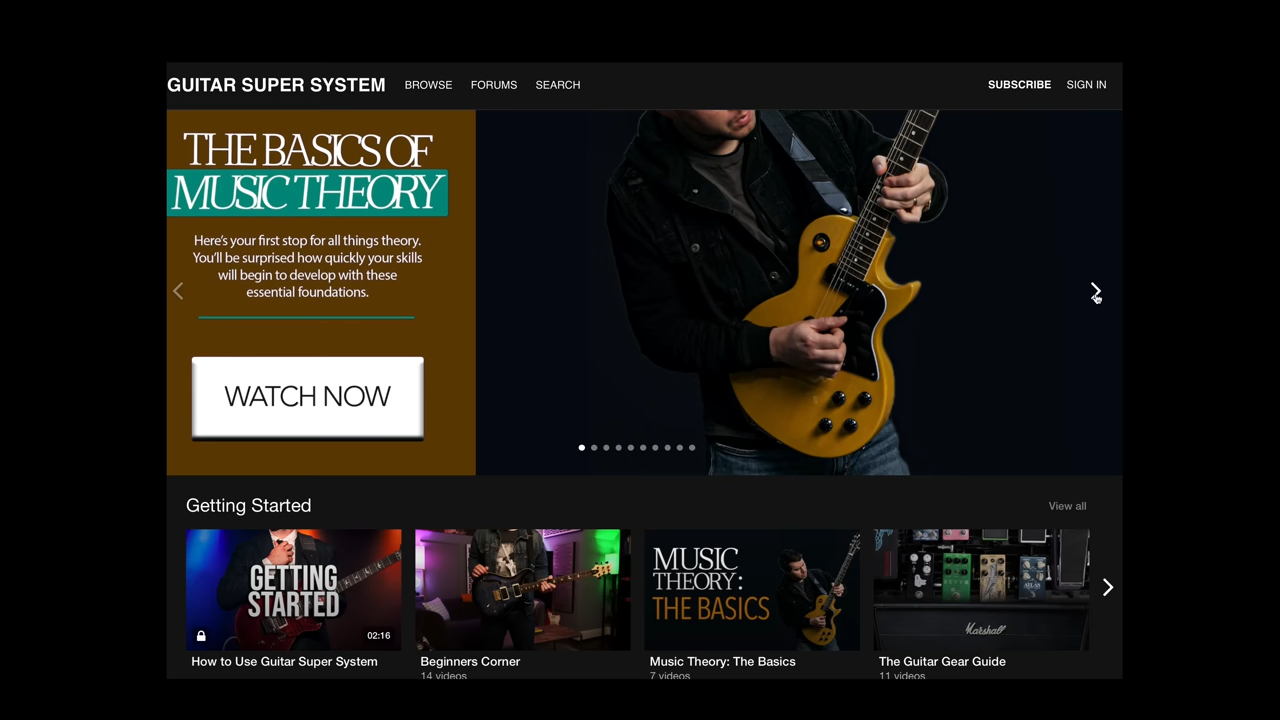 GUITAR SUPER SYSTEM BROWSE FORUMS SEARCH SUBSCRIBE SIGN IN
THE BASICS OF
MUSIC THEORY
Here's your first stop for all things theory.
You'll be surprised how quickly your skills
will begin to develop with these
essential foundations.
WATCH NOW
Getting Started View all
GETTING
STARTED
02:16
MUSIC
THEORY:
THE BASICS
Marshall
How to Use Guitar Super System
Beginners Corner
14 videos
Music Theory: The Basics
7 videos
The Guitar Gear Guide
11 videos